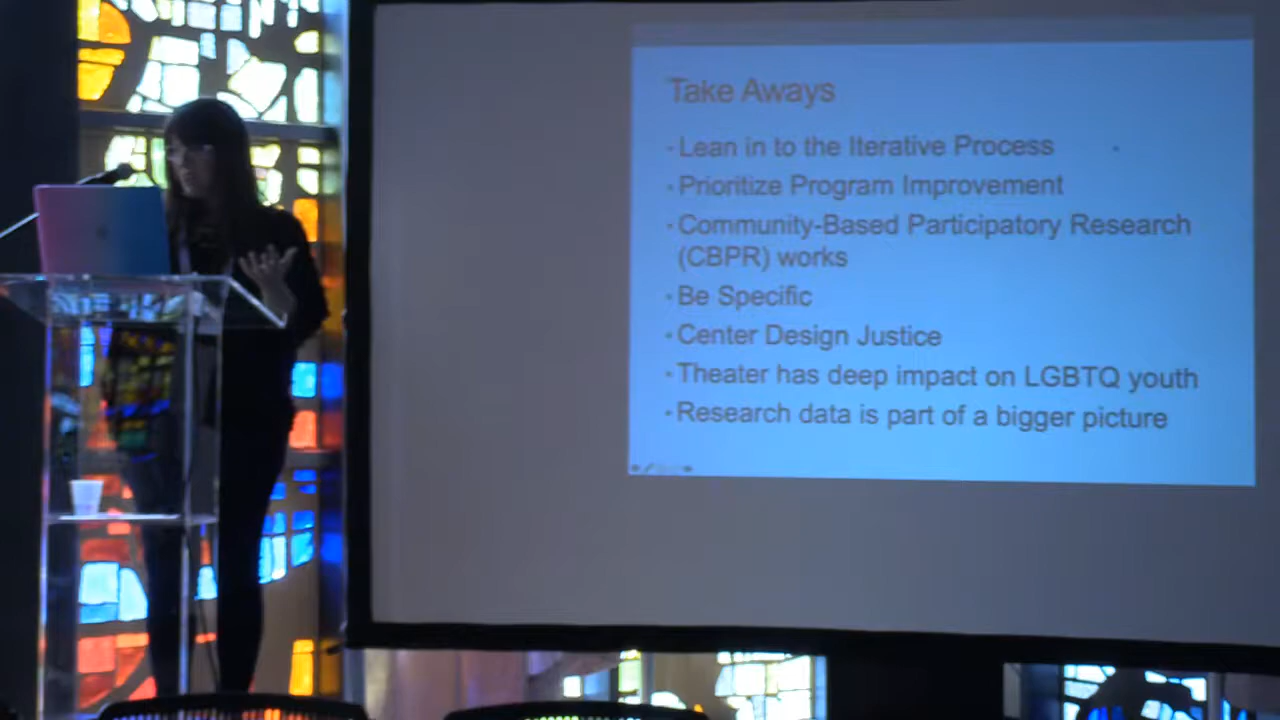 Take Aways
Lean in to the Iterative Process
Prioritize Program Improvement
Community-Based Participatory Research
(CBPR) works
Be Specific
Center Design Justice
Theater has deep impact on LGBTQ youth
Research data is part of a bigger picture